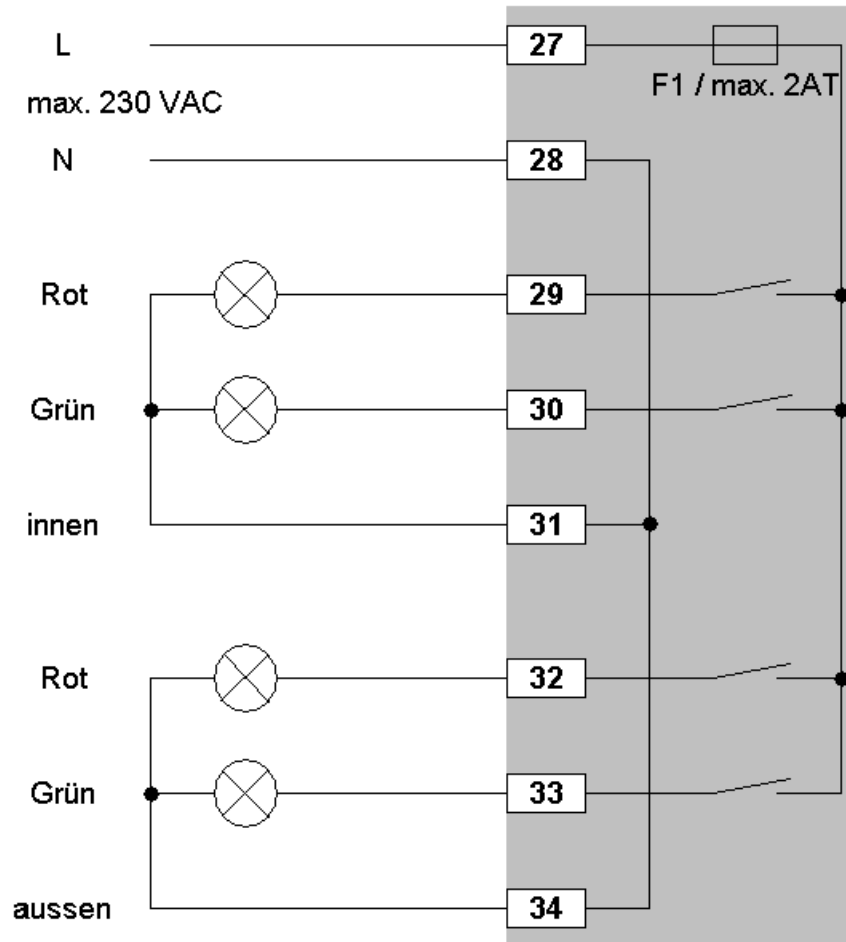 L 27
F1 / max. 2AT
max. 230 VAC
N 28
Rot 29
Grün 30
innen 31
Rot 32
Grün 33
aussen 34